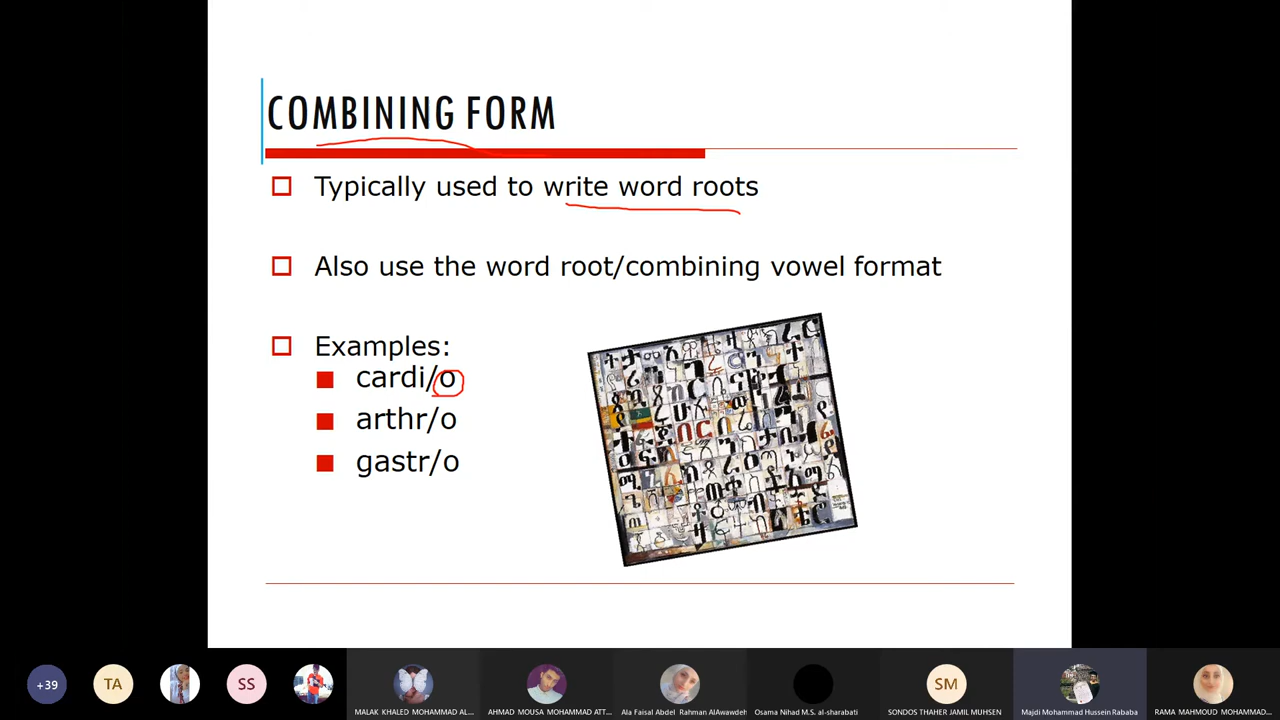 COMBINING FORM
Typically used to write word roots
Also use the word root/combining vowel format
Examples:
cardi/o
arthr/o
gastr/o
+39
TA
SS
SM
MALAK KHALED MOHAMMAD AL...
AHMAD MOUSA MOHAMMAD ATT...
Ala Faisal Abdel Rahman AlAwawdeh
Osama Nihad M.S. al-sharabati
SONDOS THAHER JAMIL MUHSEN
Majdi Mohammad Hussein Rababa
RAMA MAHMOUD MOHAMMAD...